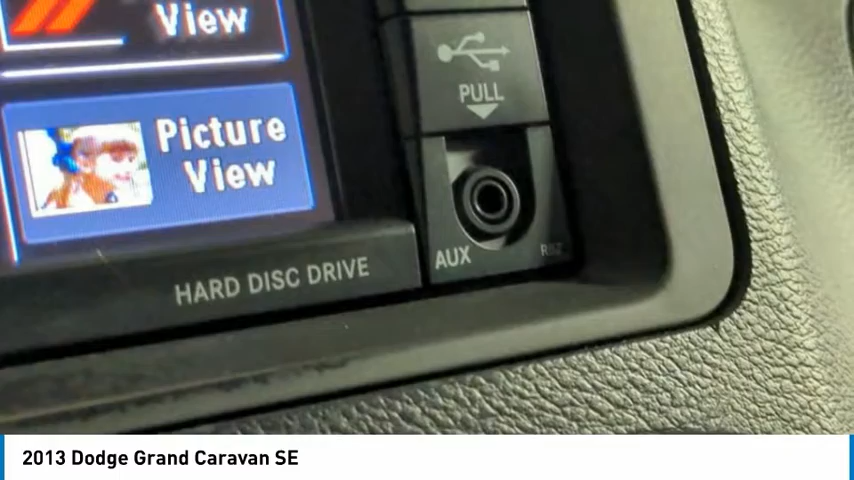 View
PULL
Picture
View
AUX
HARD DISC DRIVE
2013 Dodge Grand Caravan SE